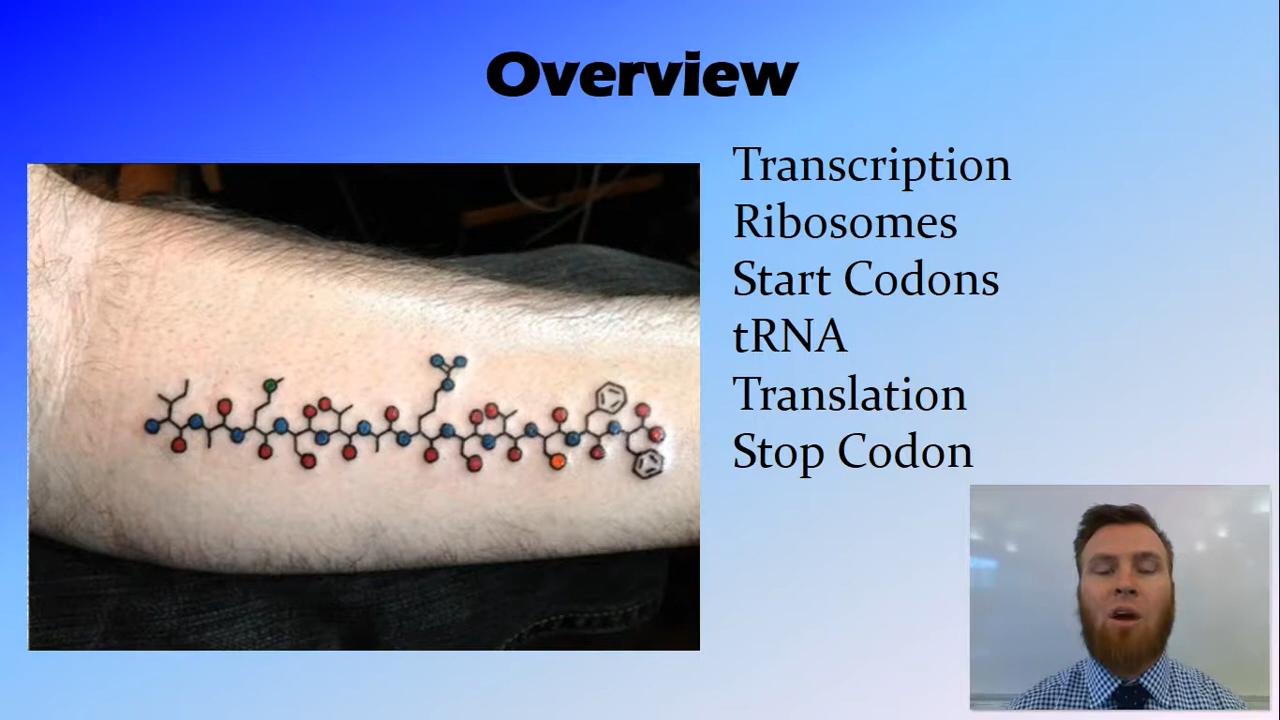 Overview
Transcription
Ribosomes
Start Codons
tRNA
Translation
Stop Codon